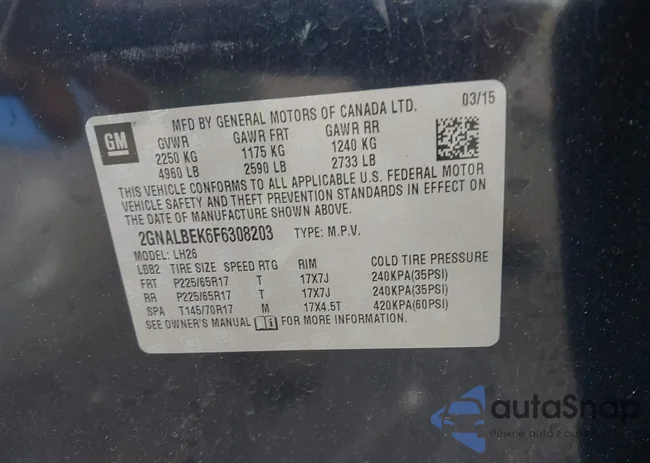 MFD BY GENERAL MOTORS OF CANADA LTD. 03/15
GM
GVWR GAWR FRT GAWR RR
2250 KG 1175 KG 1240 KG
4960 LB 2590 LB 2733 LB
THIS VEHICLE CONFORMS TO ALL APPLICABLE U.S. FEDERAL MOTOR
VEHICLE SAFETY AND THEFT PREVENTION STANDARDS IN EFFECT ON
THE DATE OF MANUFACTURE SHOWN ABOVE.
2GNALBEK6F6308203 TYPE: M.P.V.
MODEL: LH26
LBB2 TIRE SIZE SPEED RTG RIM COLD TIRE PRESSURE
FRT P225/65R17 T 17X7J 240KPA(35PSI)
RR P225/65R17 T 17X7J 240KPA(35PSI)
SPA T145/70R17 M 17X4.5T 420KPA(60PSI)
SEE OWNER'S MANUAL FOR MORE INFORMATION.
autaSnap
Pewne auta z ausa